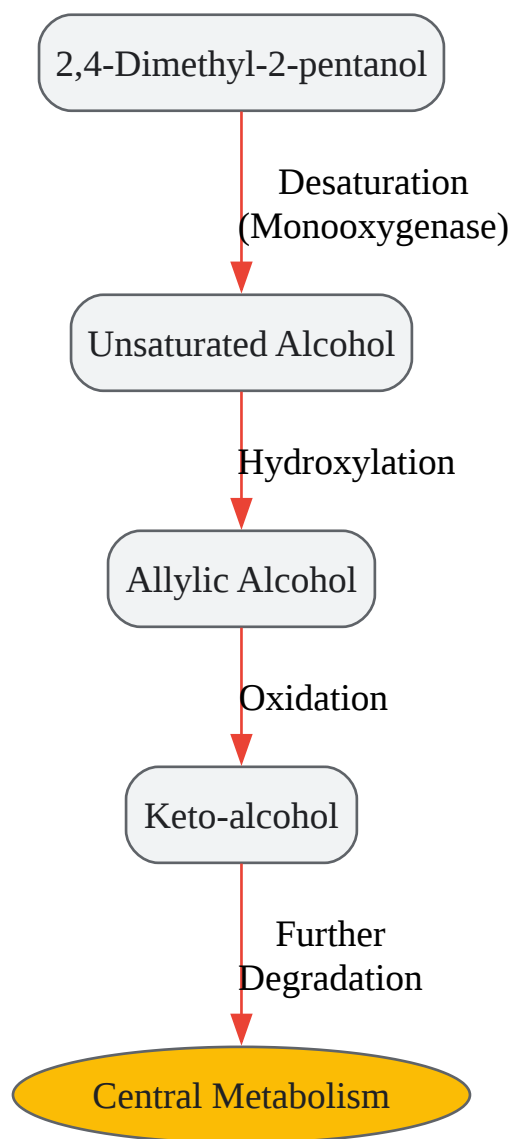 2,4-Dimethyl-2-pentanol
Desaturation
(Monooxygenase)
Unsaturated Alcohol
Hydroxylation
Allylic Alcohol
Oxidation
Keto-alcohol
Further
Degradation
Central Metabolism